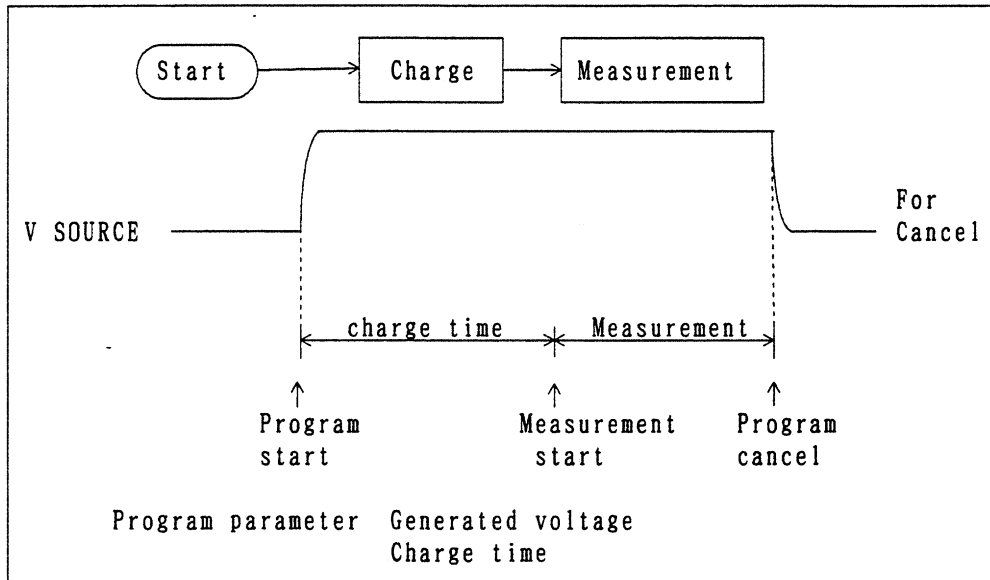 Start
Charge
Measurement
V SOURCE
For
Cancel
charge time
Measurement
Program
start
Measurement
start
Program
cancel
Program parameter Generated voltage
Charge time